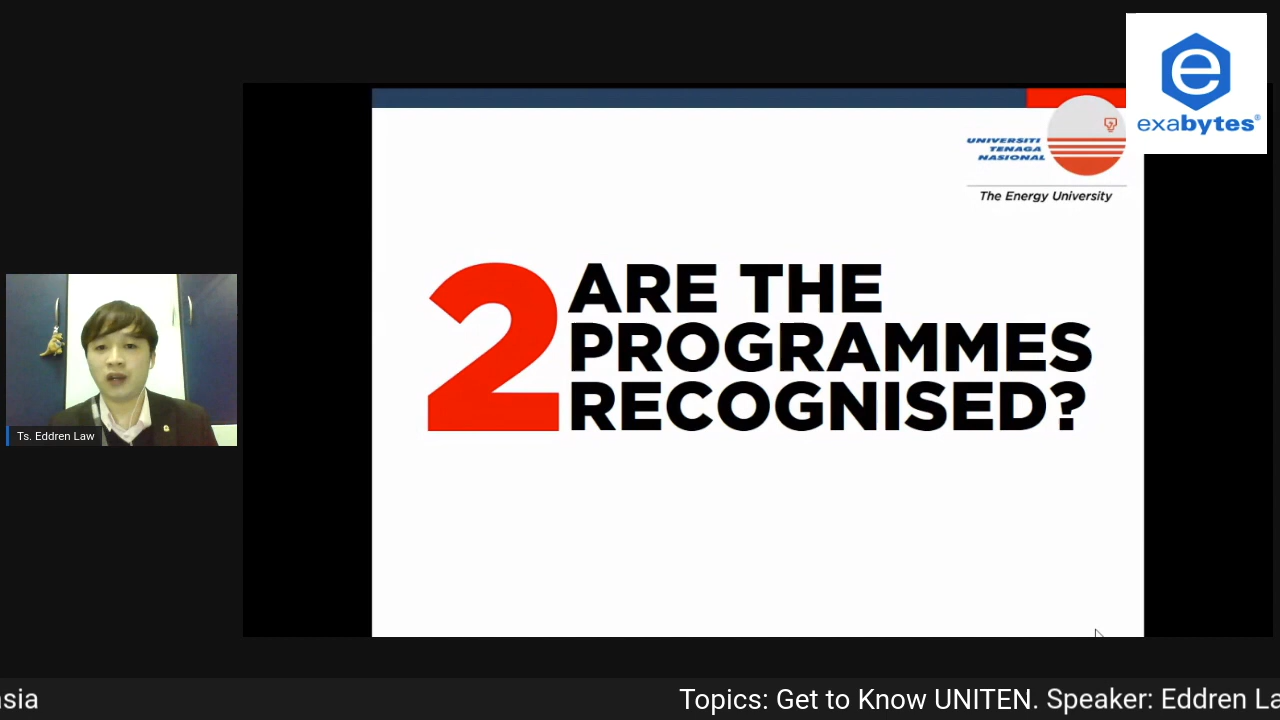 e
exabytes®
UNIVERSITI
TENAGA
NASIONAL
The Energy University
2 ARE THE
PROGRAMMES
RECOGNISED?
Ts. Eddren Law
asia Topics: Get to Know UNITEN. Speaker: Eddren La